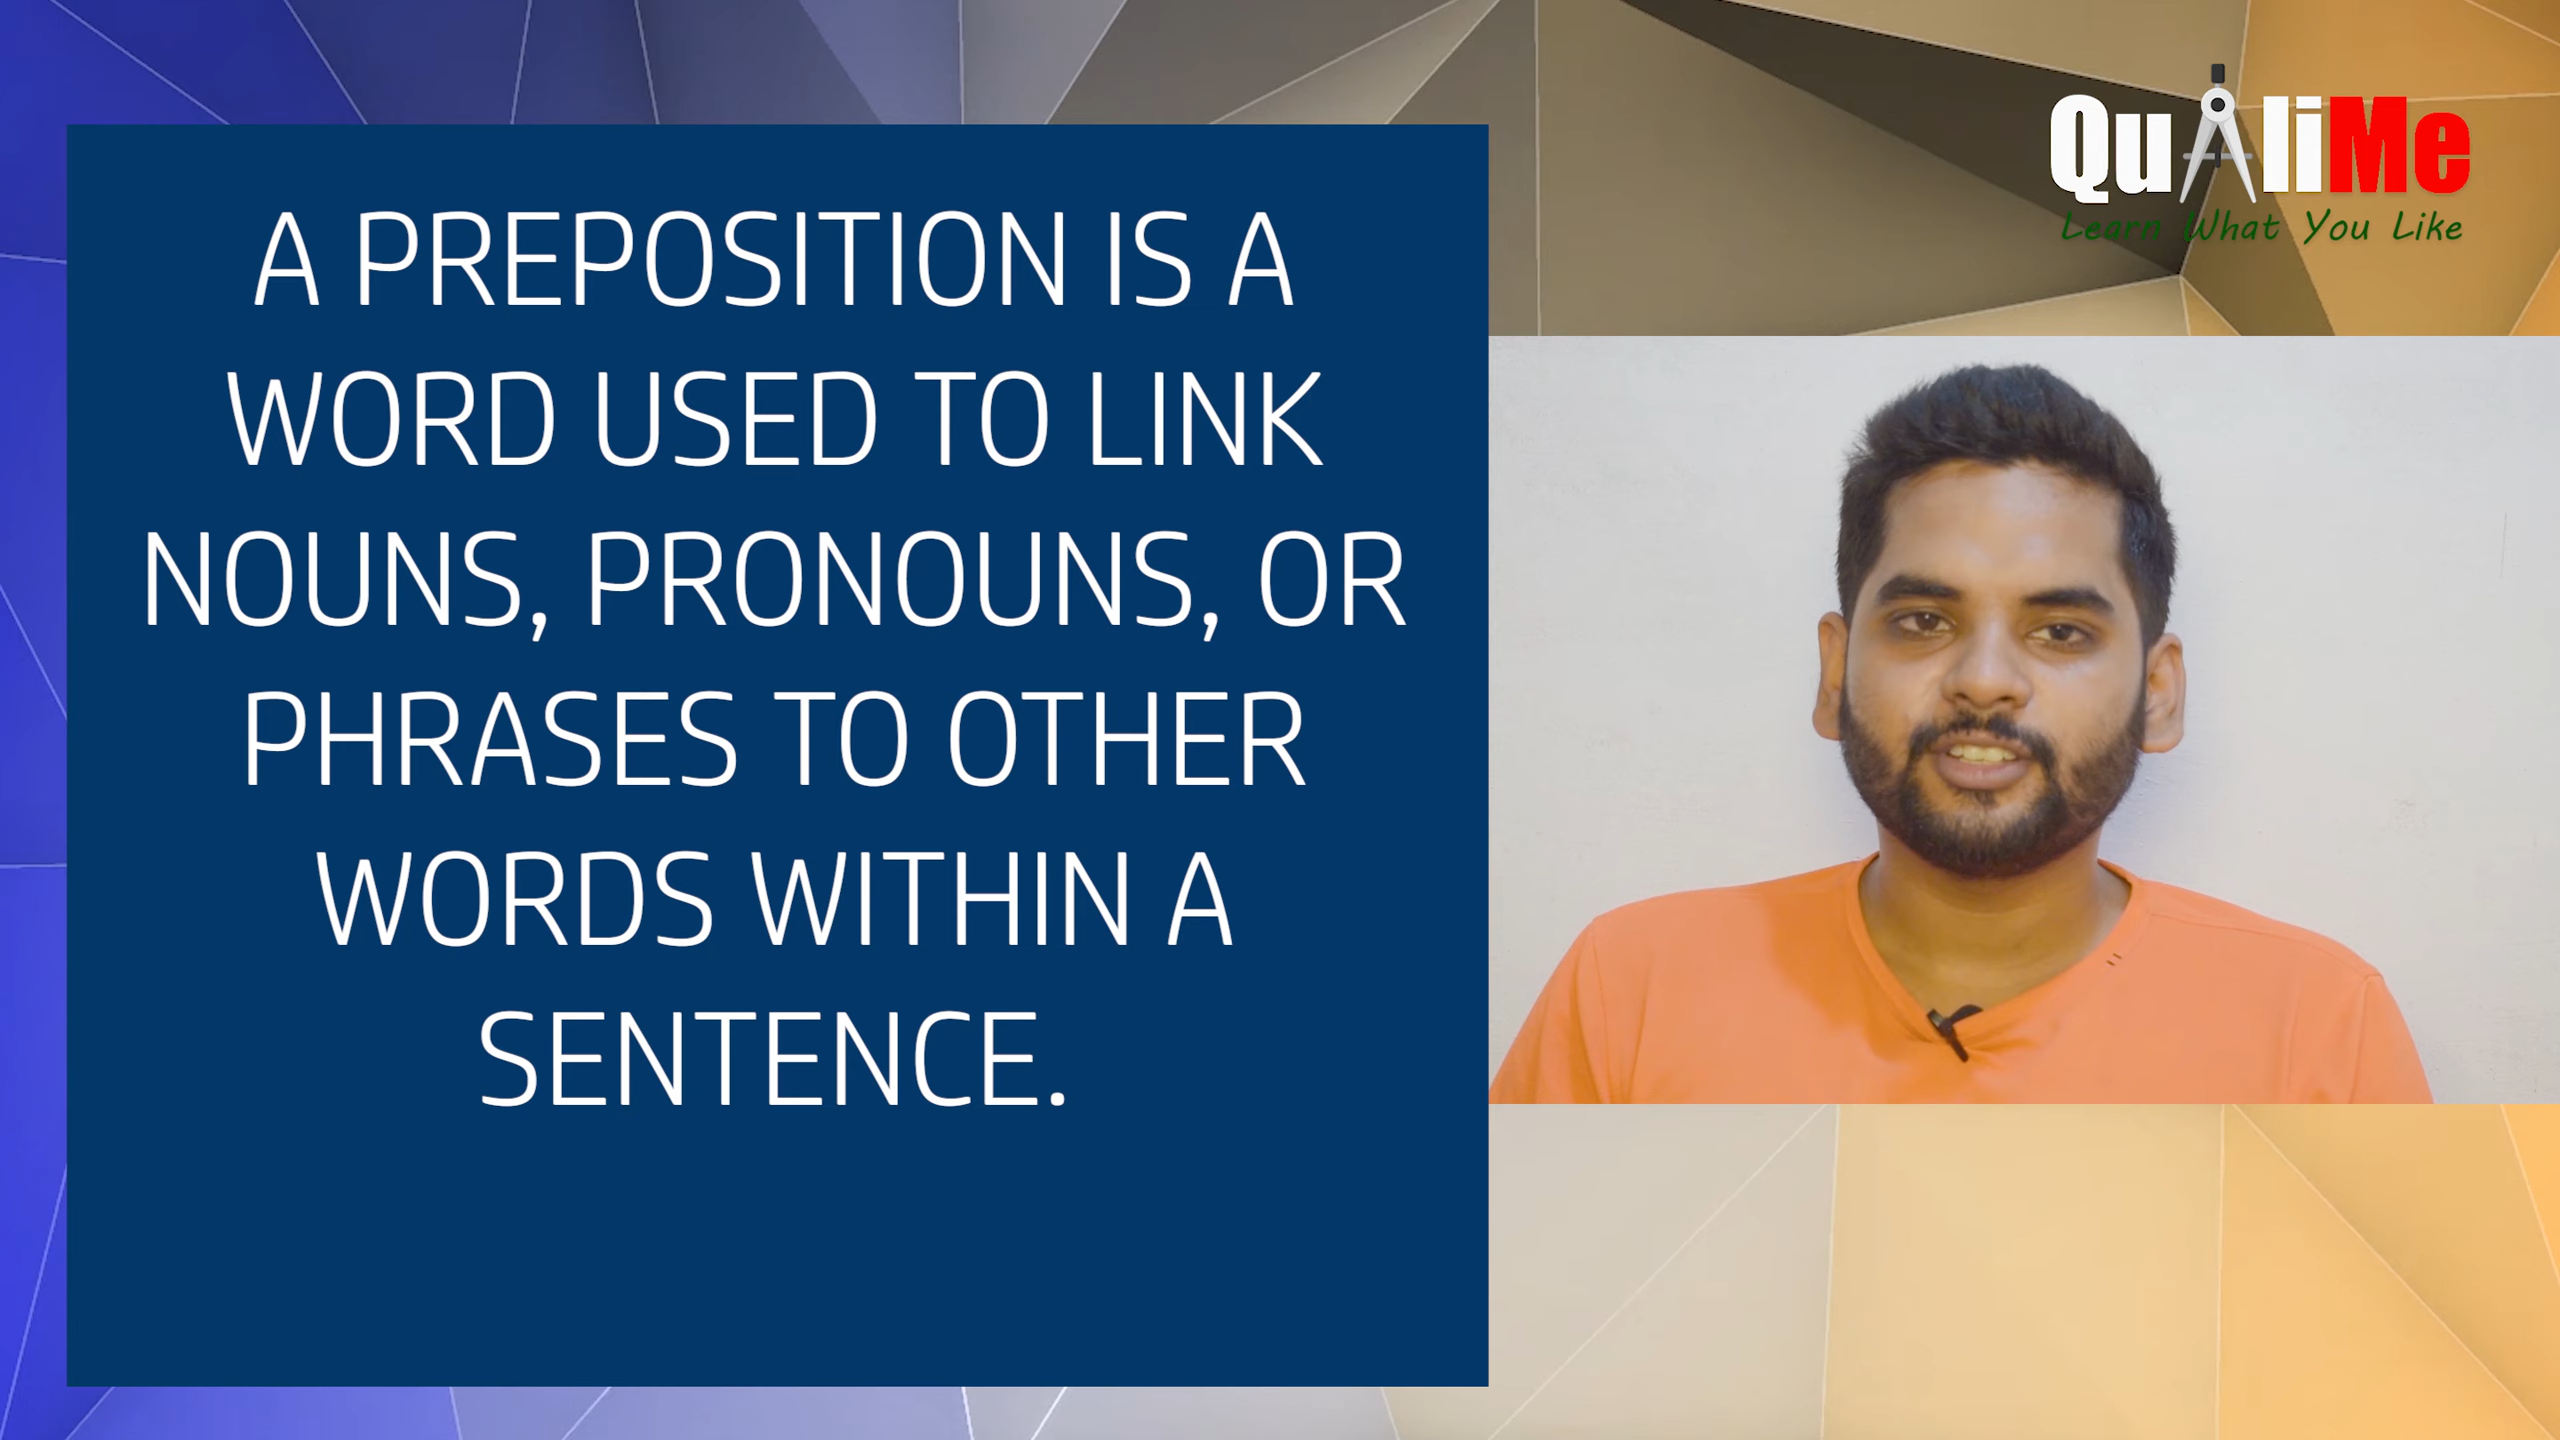 A PREPOSITION IS A
WORD USED TO LINK
NOUNS, PRONOUNS, OR
PHRASES TO OTHER
WORDS WITHIN A
SENTENCE.
QuAliMe
Learn What You Like